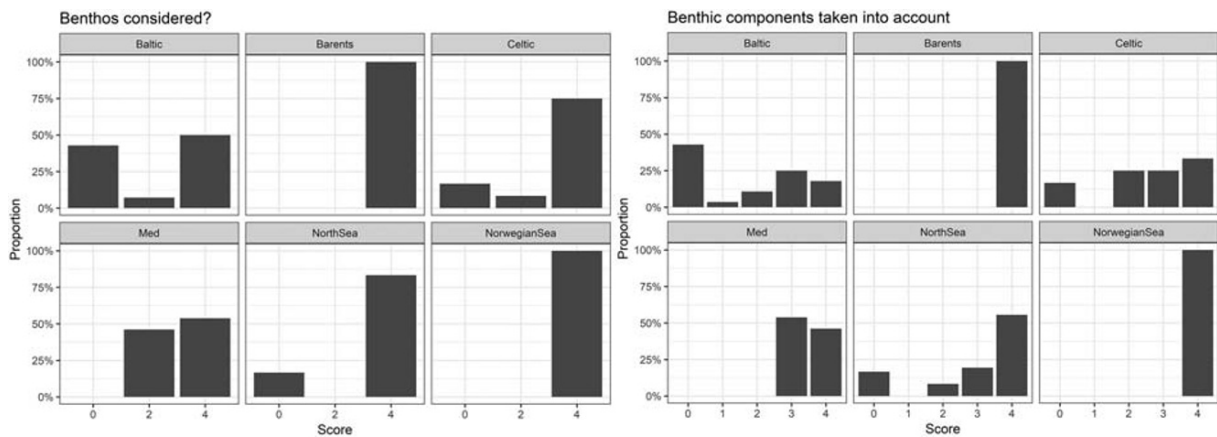 Benthos considered?
Baltic Barents Celtic
100%
75%
50%
25%
0%
Med NorthSea NorwegianSea
100%
75%
50%
25%
0%
0 2 4 0 2 4 0 2 4
Score
Proportion
Benthic components taken into account
Baltic Barents Celtic
100%
75%
50%
25%
0%
Med NorthSea NorwegianSea
100%
75%
50%
25%
0%
0 1 2 3 4 0 1 2 3 4 0 1 2 3 4
Score
Proportion